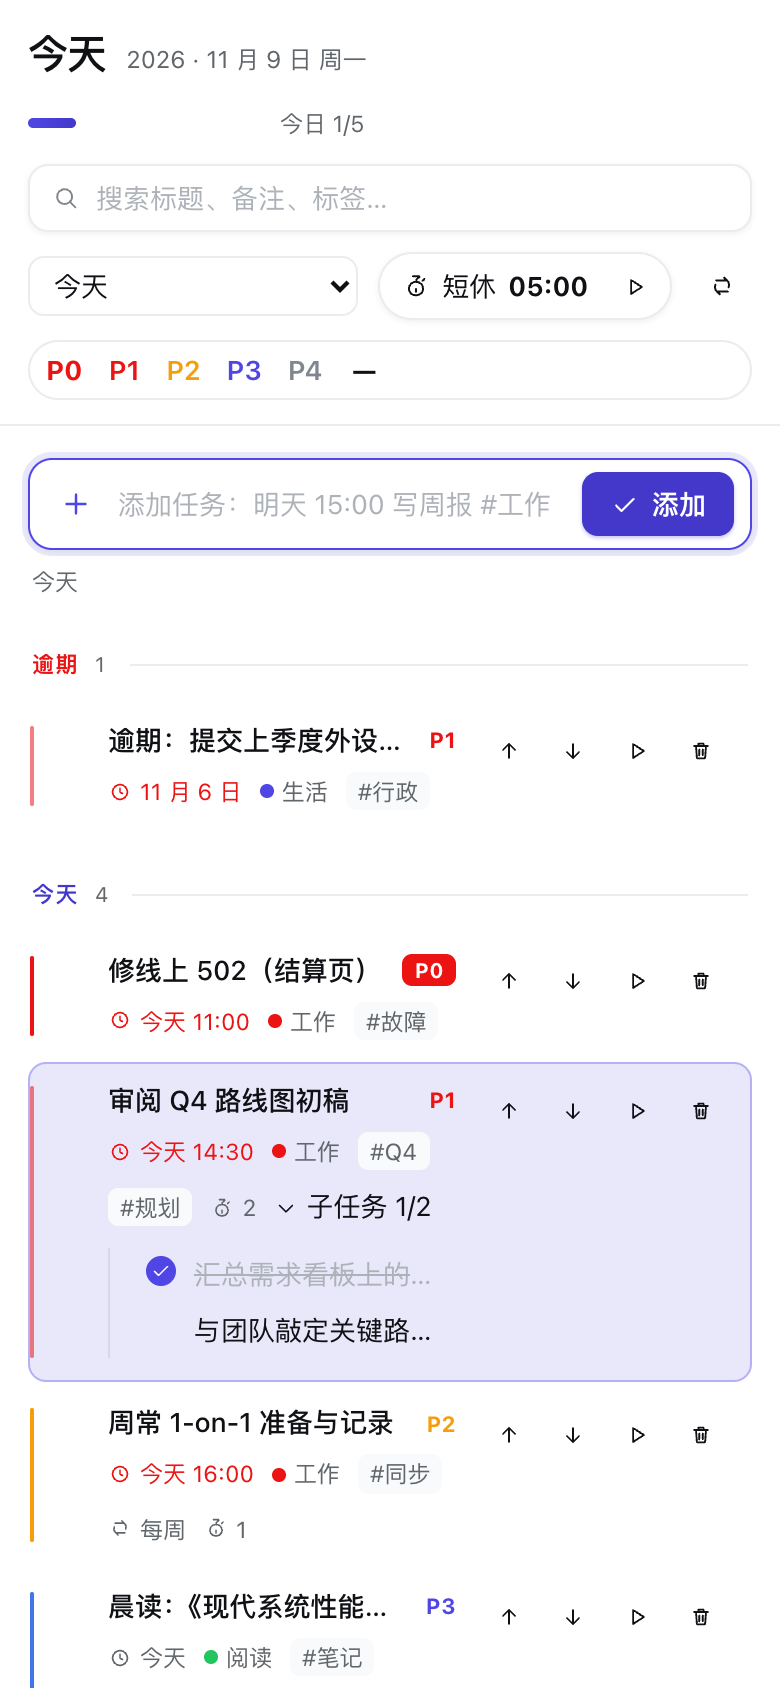 今天 2026 · 11 月 9 日 周一
今日 1/5
搜索标题、备注、标签...
今天 短休 05:00
P0 P1 P2 P3 P4 —
添加任务：明天 15:00 写周报 #工作 添加
今天
逾期 1
逾期：提交上季度外设... P1
11 月 6 日 生活 #行政
今天 4
修线上 502（结算页） P0
今天 11:00 工作 #故障
审阅 Q4 路线图初稿 P1
今天 14:30 工作 #Q4
#规划 2 子任务 1/2
汇总需求看板上的...
与团队敲定关键路...
周常 1-on-1 准备与记录 P2
今天 16:00 工作 #同步
每周 1
晨读：《现代系统性能... P3
今天 阅读 #笔记